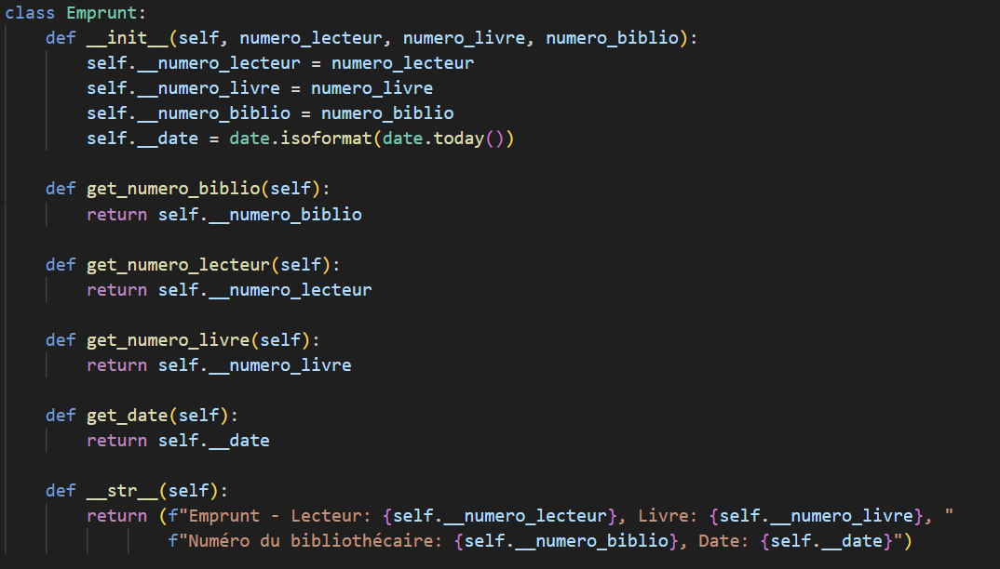 class Emprunt:
    def __init__(self, numero_lecteur, numero_livre, numero_biblio):
        self.__numero_lecteur = numero_lecteur
        self.__numero_livre = numero_livre
        self.__numero_biblio = numero_biblio
        self.__date = date.isoformat(date.today())

    def get_numero_biblio(self):
        return self.__numero_biblio

    def get_numero_lecteur(self):
        return self.__numero_lecteur

    def get_numero_livre(self):
        return self.__numero_livre

    def get_date(self):
        return self.__date

    def __str__(self):
        return (f"Emprunt - Lecteur: {self.__numero_lecteur}, Livre: {self.__numero_livre}, "
                f"Numéro du bibliothécaire: {self.__numero_biblio}, Date: {self.__date}")